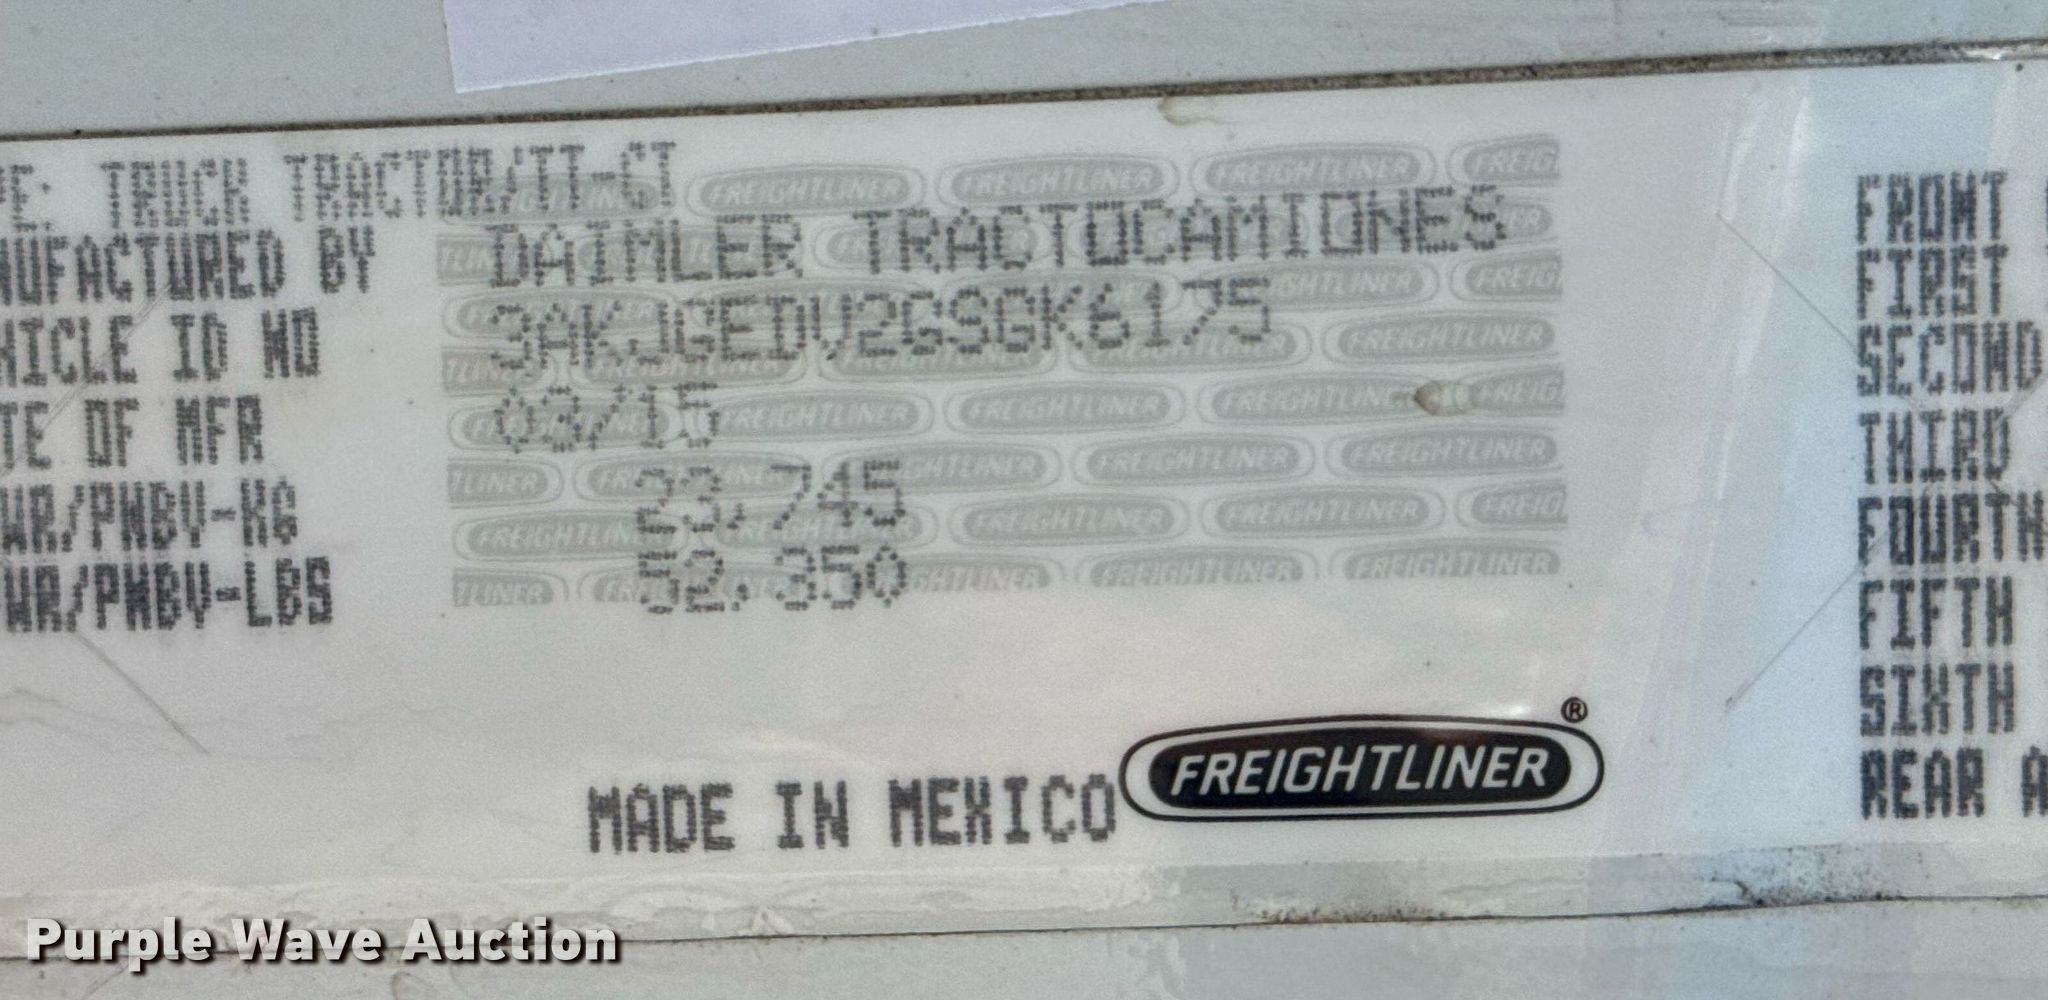 PE: TRUCK TRACTOR/TT-CT
NUFACTURED BY DAIMLER TRACTOCAMIONES
HICLE ID NO 3AKJGEDV2GSGK6175
TE OF MFR 08/15
WR/PNBV-KG 23,745
WR/PNBV-LBS 52,350
MADE IN MEXICO FREIGHTLINER®
FRONT
FIRST
SECOND
THIRD
FOURTH
FIFTH
SIXTH
REAR A
Purple Wave Auction